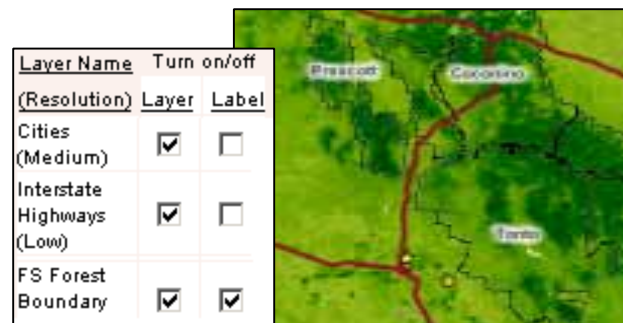 Layer Name Turn on/off
(Resolution) Layer Label
Cities
(Medium)
Interstate
Highways
(Low)
FS Forest
Boundary
Prescott
Coconino
Tonto